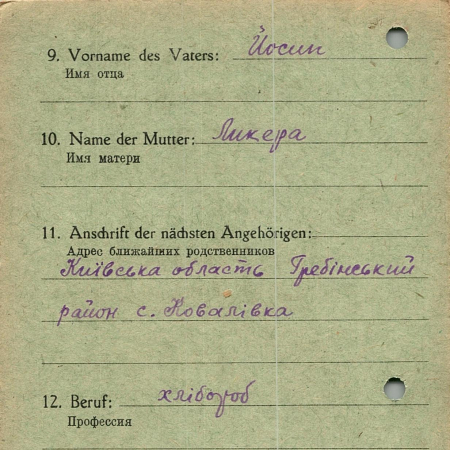 9. Vorname des Vaters: Йосип
Имя отца
10. Name der Mutter: Ликера
Имя матери
11. Anschrift der nächsten Angehörigen:
Адрес ближайших родственников
Київська область Гребінський
район с. Ковалівка
12. Beruf: хлібороб
Профессия